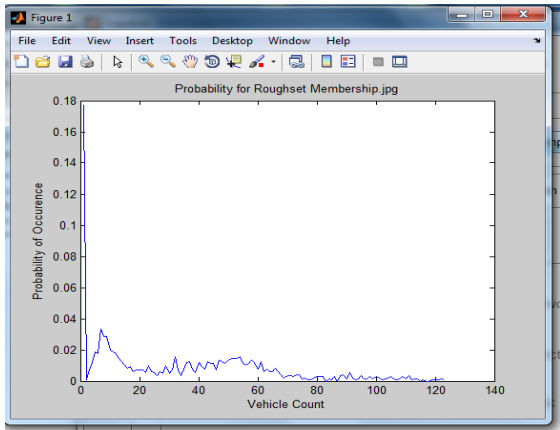 Figure 1
File Edit View Insert Tools Desktop Window Help
Probability for Roughset Membership.jpg
0.18
0.16
0.14
0.12
0.1
0.08
0.06
0.04
0.02
0
Probability of Occurence
0 20 40 60 80 100 120 140
Vehicle Count